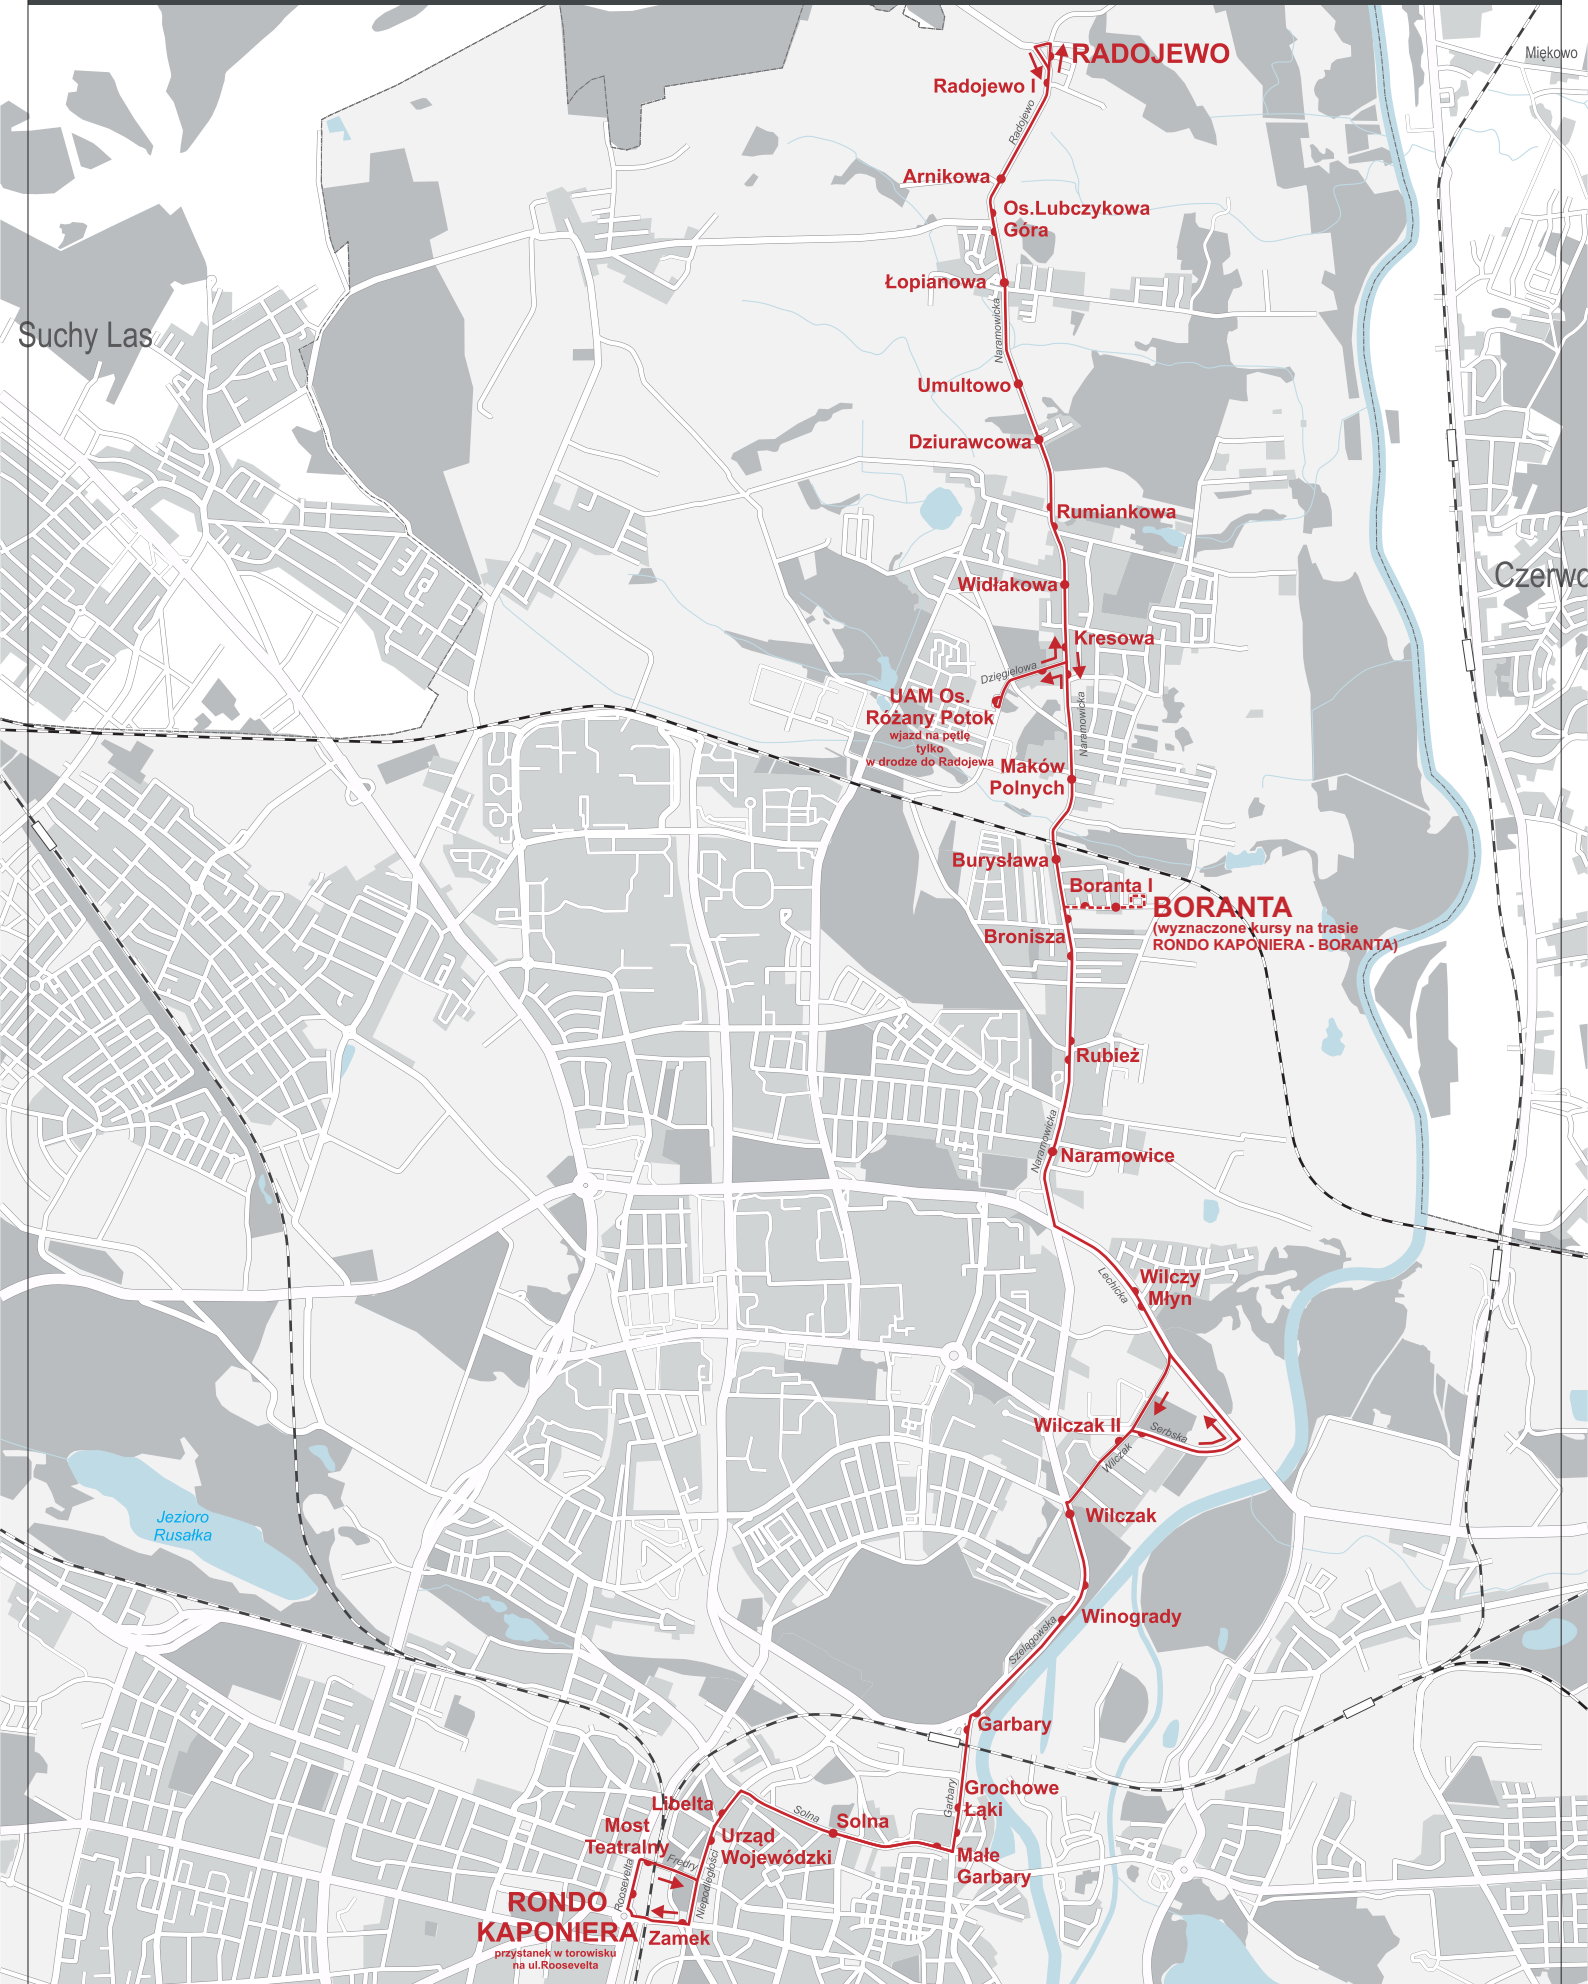 RADOJEWO
Miękowo
Radojewo I
Radojewo
Arnikowa
Os.Lubczykowa
Góra
Łopianowa
Naramowicka
Suchy Las
Umultowo
Dziurawcowa
Rumiankowa
Czerwo
Widłakowa
Kresowa
Dzięgielowa
UAM Os.
Różany Potok
wjazd na pętlę
tylko
w drodze do Radojewa
Naramowicka
Maków
Polnych
Burysława
Boranta I
BORANTA
(wyznaczone kursy na trasie
RONDO KAPONIERA - BORANTA)
Bronisza
Rubież
Naramowicka
Naramowice
Lechicka
Wilczy
Młyn
Wilczak II
Serbska
Wilczak
Wilczak
Jezioro
Rusałka
Winogrady
Szelągowska
Garbary
Garbary
Grochowe
Łąki
Libelta
Solna
Solna
Most
Teatralny
Urząd
Wojewódzki
Małe
Garbary
Fredry
Roosevelta
Niepodległości
RONDO
KAPONIERA
przystanek w torowisku
na ul.Roosevelta
Zamek